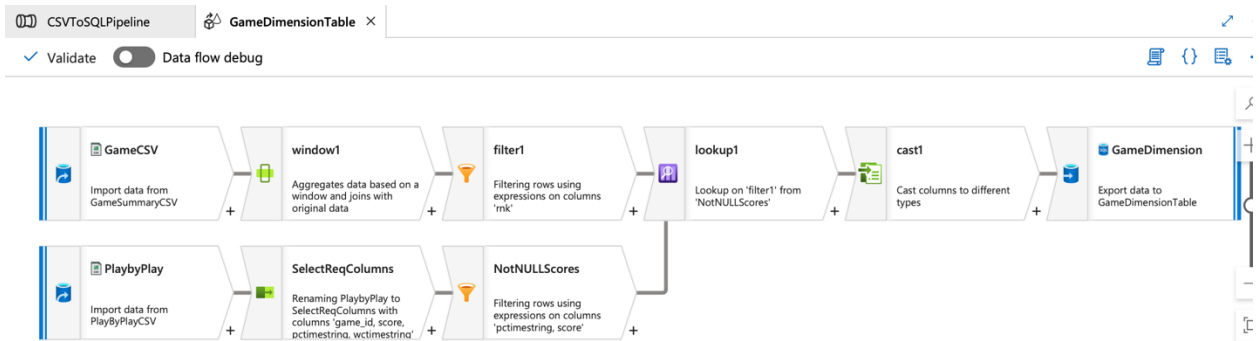 CSVToSQLPipeline
GameDimensionTable
Validate
Data flow debug
GameCSV
Import data from
GameSummaryCSV
+
window1
Aggregates data based on a
window and joins with
original data
+
filter1
Filtering rows using
expressions on columns
'rnk'
+
lookup1
Lookup on 'filter1' from
'NotNULLScores'
+
cast1
Cast columns to different
types
+
GameDimension
Export data to
GameDimensionTable
PlaybyPlay
Import data from
PlayByPlayCSV
+
SelectReqColumns
Renaming PlaybyPlay to
SelectReqColumns with
columns 'game_id, score,
pctimestring, wctimestring'
+
NotNULLScores
Filtering rows using
expressions on columns
'pctimestring, score'
+